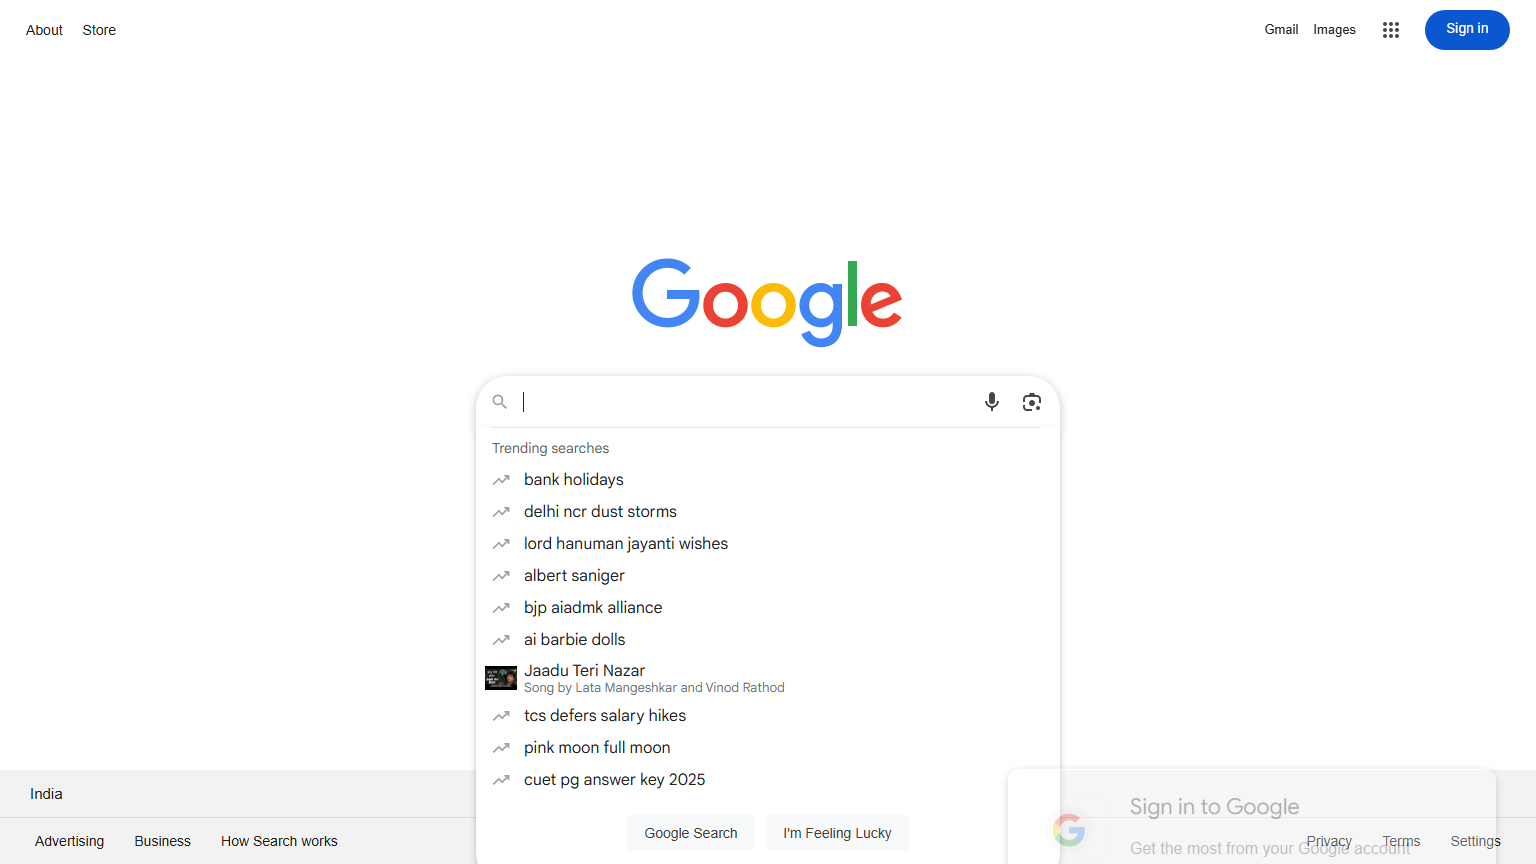 About Store
Gmail Images Sign in
Google
Trending searches
bank holidays
delhi ncr dust storms
lord hanuman jayanti wishes
albert saniger
bjp aiadmk alliance
ai barbie dolls
Jaadu Teri Nazar
Song by Lata Mangeshkar and Vinod Rathod
tcs defers salary hikes
pink moon full moon
cuet pg answer key 2025
Google Search I'm Feeling Lucky
India
Advertising Business How Search works
Sign in to Google
Get the most from your Google account
Privacy Terms Settings